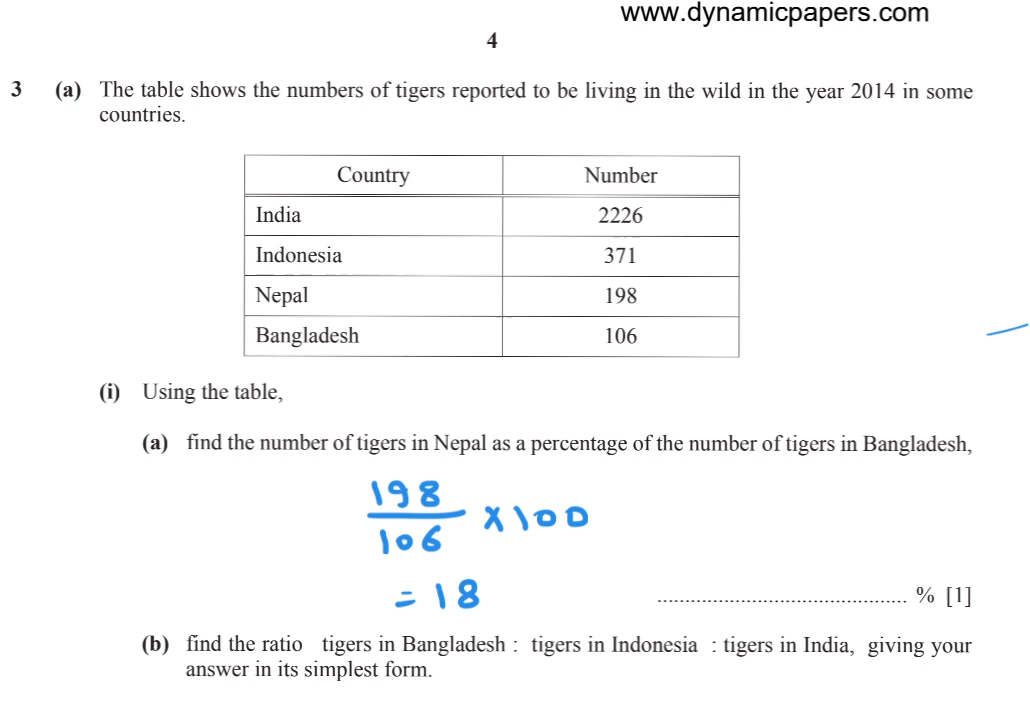 www.dynamicpapers.com
4
3 (a) The table shows the numbers of tigers reported to be living in the wild in the year 2014 in some
countries.
Country Number
India 2226
Indonesia 371
Nepal 198
Bangladesh 106
(i) Using the table,
(a) find the number of tigers in Nepal as a percentage of the number of tigers in Bangladesh,
198
106
× 100
= 18
.......................................... % [1]
(b) find the ratio tigers in Bangladesh : tigers in Indonesia : tigers in India, giving your
answer in its simplest form.